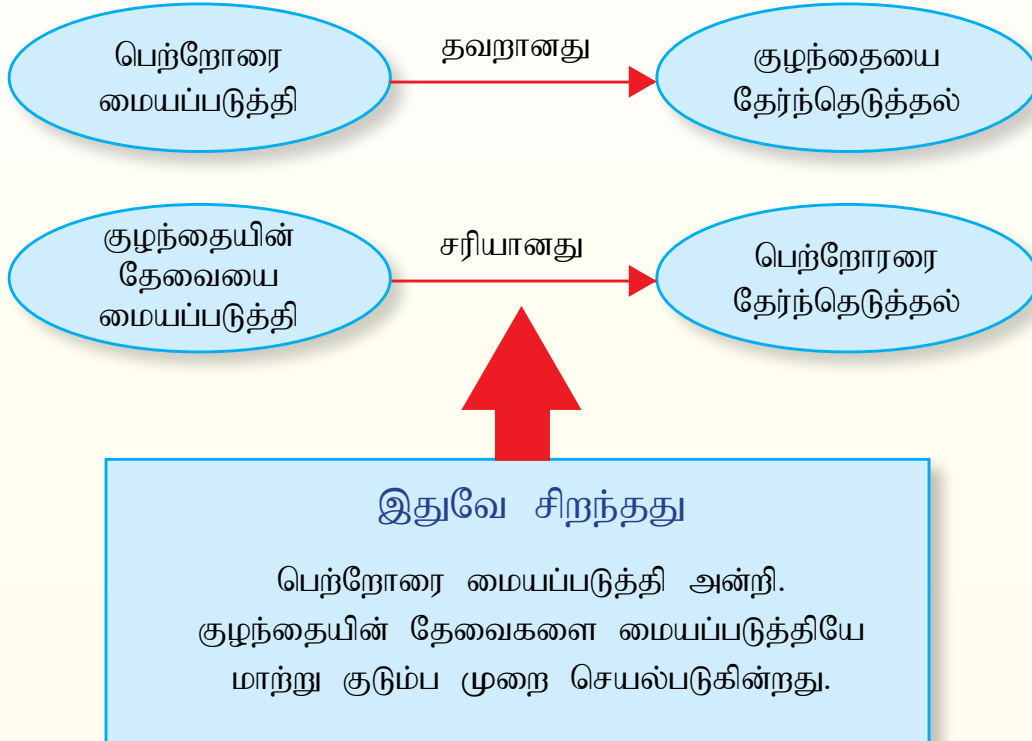 பெற்றோரை
மையப்படுத்தி
தவறானது
குழந்தையை
தேர்ந்தெடுத்தல்
குழந்தையின்
தேவையை
மையப்படுத்தி
சரியானது
பெற்றோரரை
தேர்ந்தெடுத்தல்
இதுவே சிறந்தது
பெற்றோரை மையப்படுத்தி அன்றி.
குழந்தையின் தேவைகளை மையப்படுத்தியே
மாற்று குடும்ப முறை செயல்படுகின்றது.